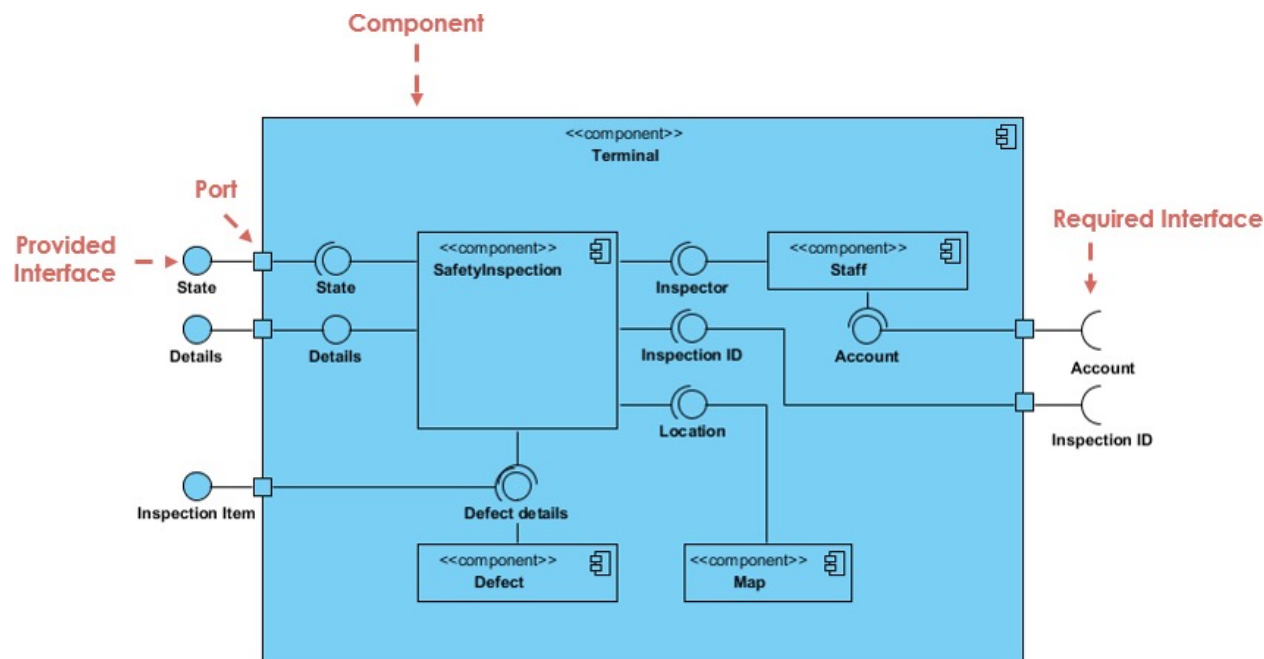 Component
<<component>>
Terminal
Port
Required Interface
Provided
Interface
<<component>>
SafetyInspection
<<component>>
Staff
State
State
Inspector
Details
Details
Inspection ID
Account
Account
Location
Inspection ID
Inspection Item
Defect details
<<component>>
Defect
<<component>>
Map